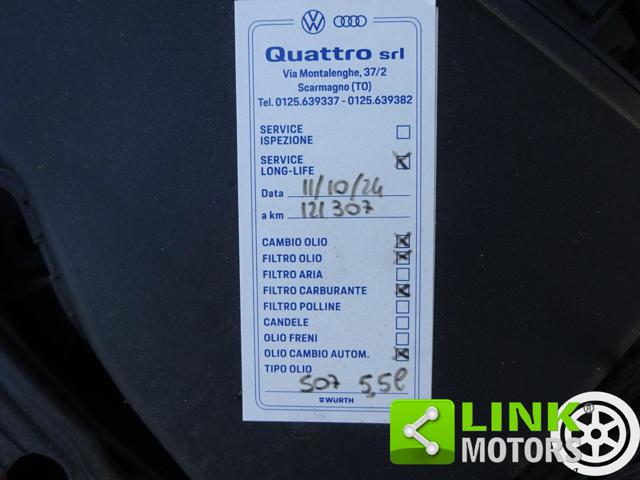 Quattro srl
Via Montalenghe, 37/2
Scarmagno (TO)
Tel. 0125.639337 - 0125.639382
SERVICE
ISPEZIONE
SERVICE
LONG-LIFE
Data 11/10/24
a km 121307
CAMBIO OLIO
FILTRO OLIO
FILTRO ARIA
FILTRO CARBURANTE
FILTRO POLLINE
CANDELE
OLIO FRENI
OLIO CAMBIO AUTOM.
TIPO OLIO
507 5,5l
WURTH
LINK
MOTORS